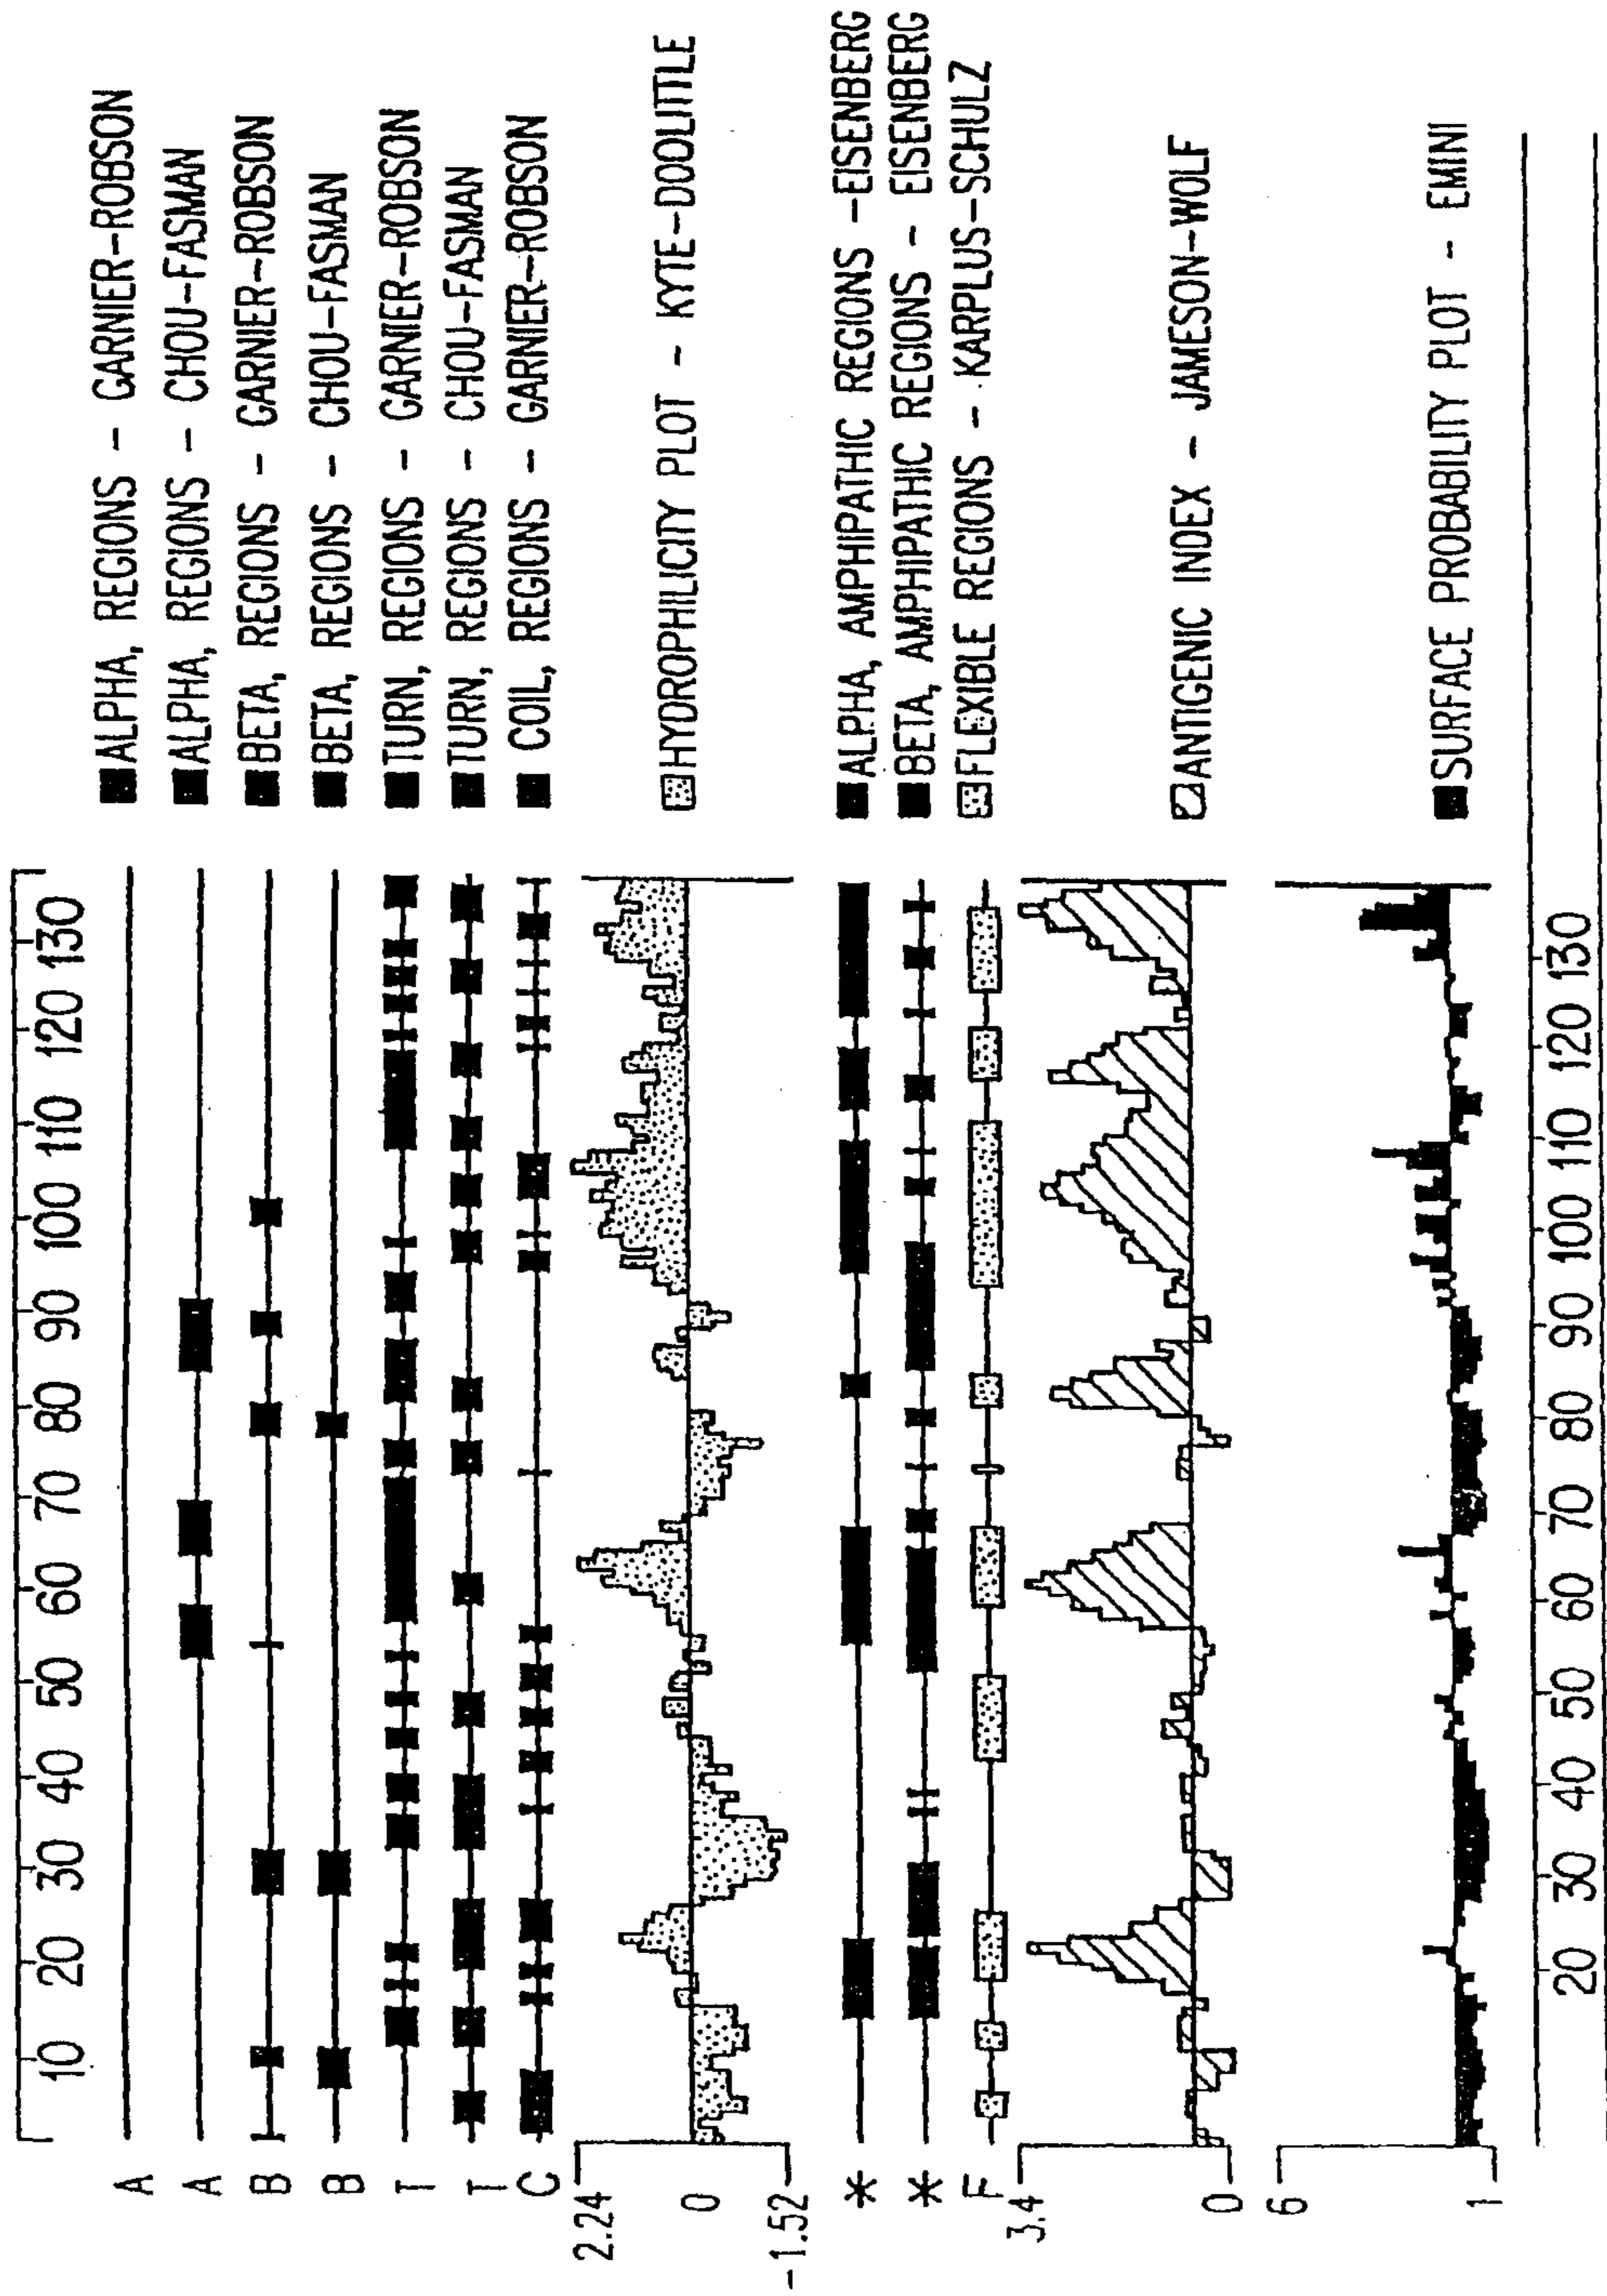 10 20 30 40 50 60 70 80 90 100 110 120 130
A ■ALPHA, REGIONS - GARNIER-ROBSON
A ■ALPHA, REGIONS - CHOU-FASMAN
B ■BETA, REGIONS - GARNIER-ROBSON
B ■BETA, REGIONS - CHOU-FASMAN
T ■TURN, REGIONS - GARNIER-ROBSON
T ■TURN, REGIONS - CHOU-FASMAN
C ■COIL, REGIONS - GARNIER-ROBSON
2.24
0 HYDROPHILICITY PLOT - KYTE-DOOLITTLE
-1.52
* ■ALPHA, AMPHIPATHIC REGIONS -EISENBERG
* ■BETA, AMPHIPATHIC REGIONS - EISENBERG
F FLEXIBLE REGIONS - KARPLUS-SCHULZ
3.4
ANTIGENIC INDEX - JAMESON-WOLF
0
6
■SURFACE PROBABILITY PLOT - EMINI
1
20 30 40 50 60 70 80 90 100 110 120 130